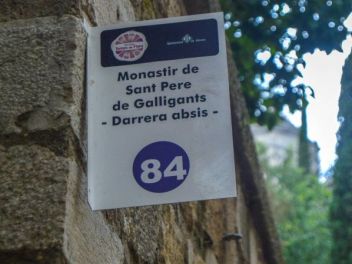 Monastir de
Sant Pere
de Galligants
- Darrera absis -
84